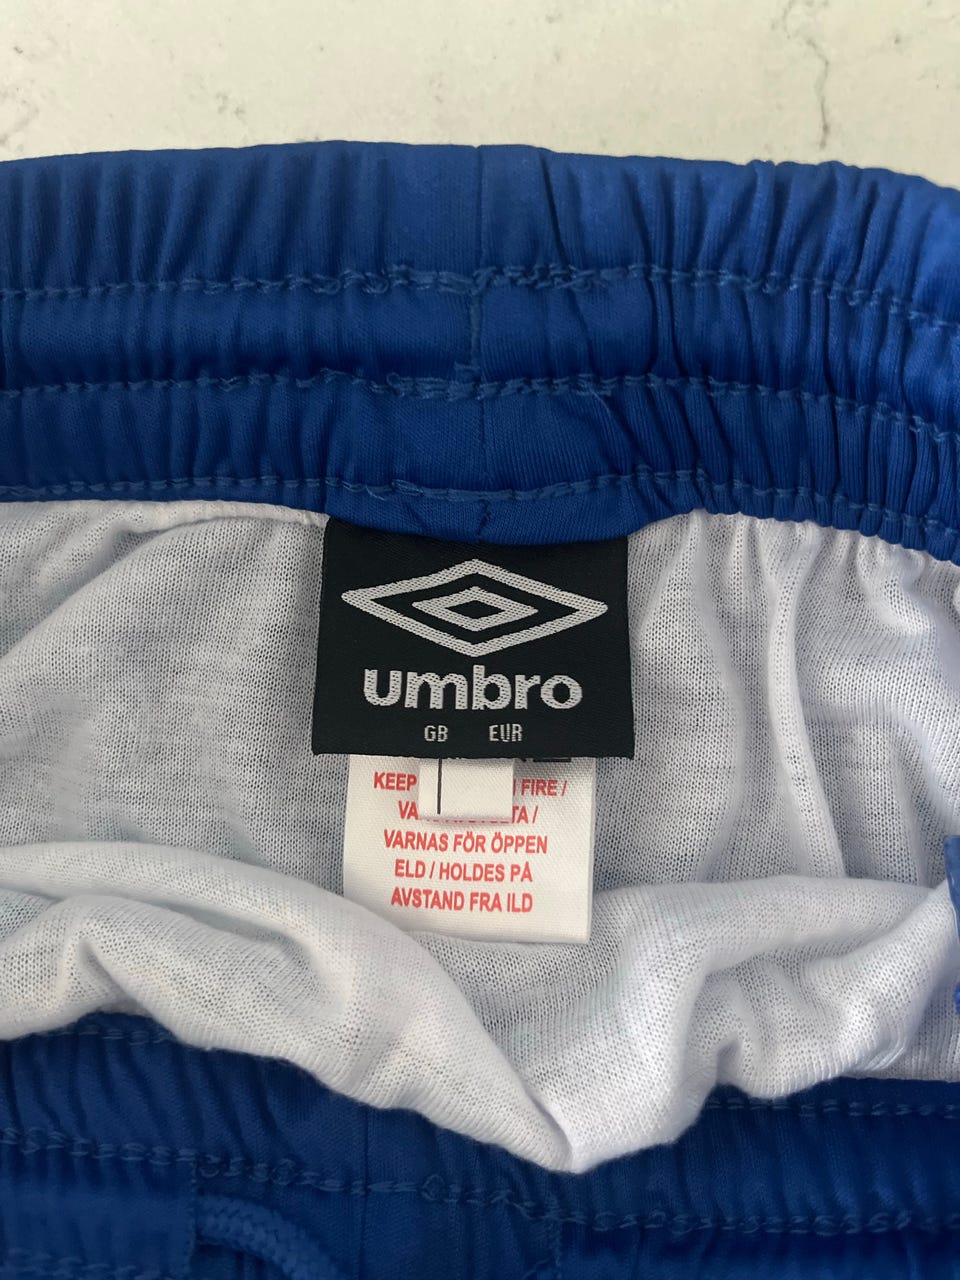 umbro
GB EUR
KEEP FIRE /
VARNAS FÖR ÖPPEN
ELD / HOLDES PÅ
AVSTAND FRA ILD